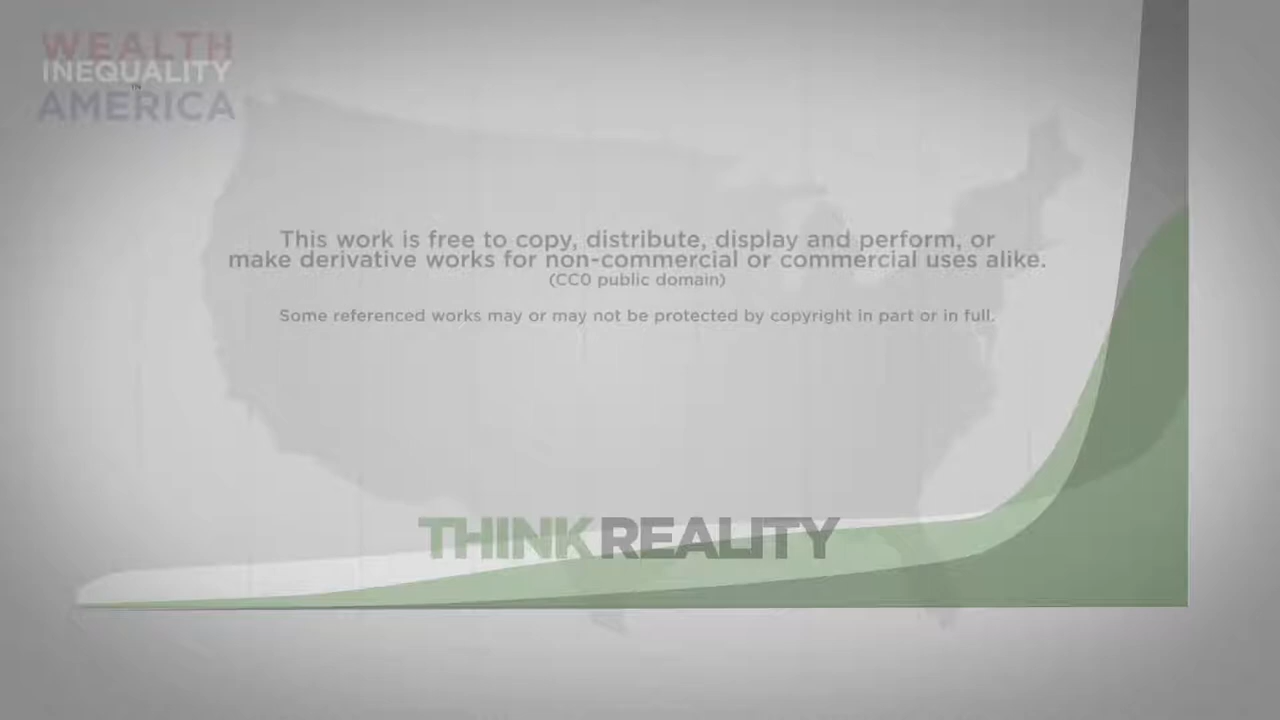 WEALTH
INEQUALITY
IN
AMERICA
This work is free to copy, distribute, display and perform, or
make derivative works for non-commercial or commercial uses alike.
(CC0 public domain)
Some referenced works may or may not be protected by copyright in part or in full.
THINKREALITY